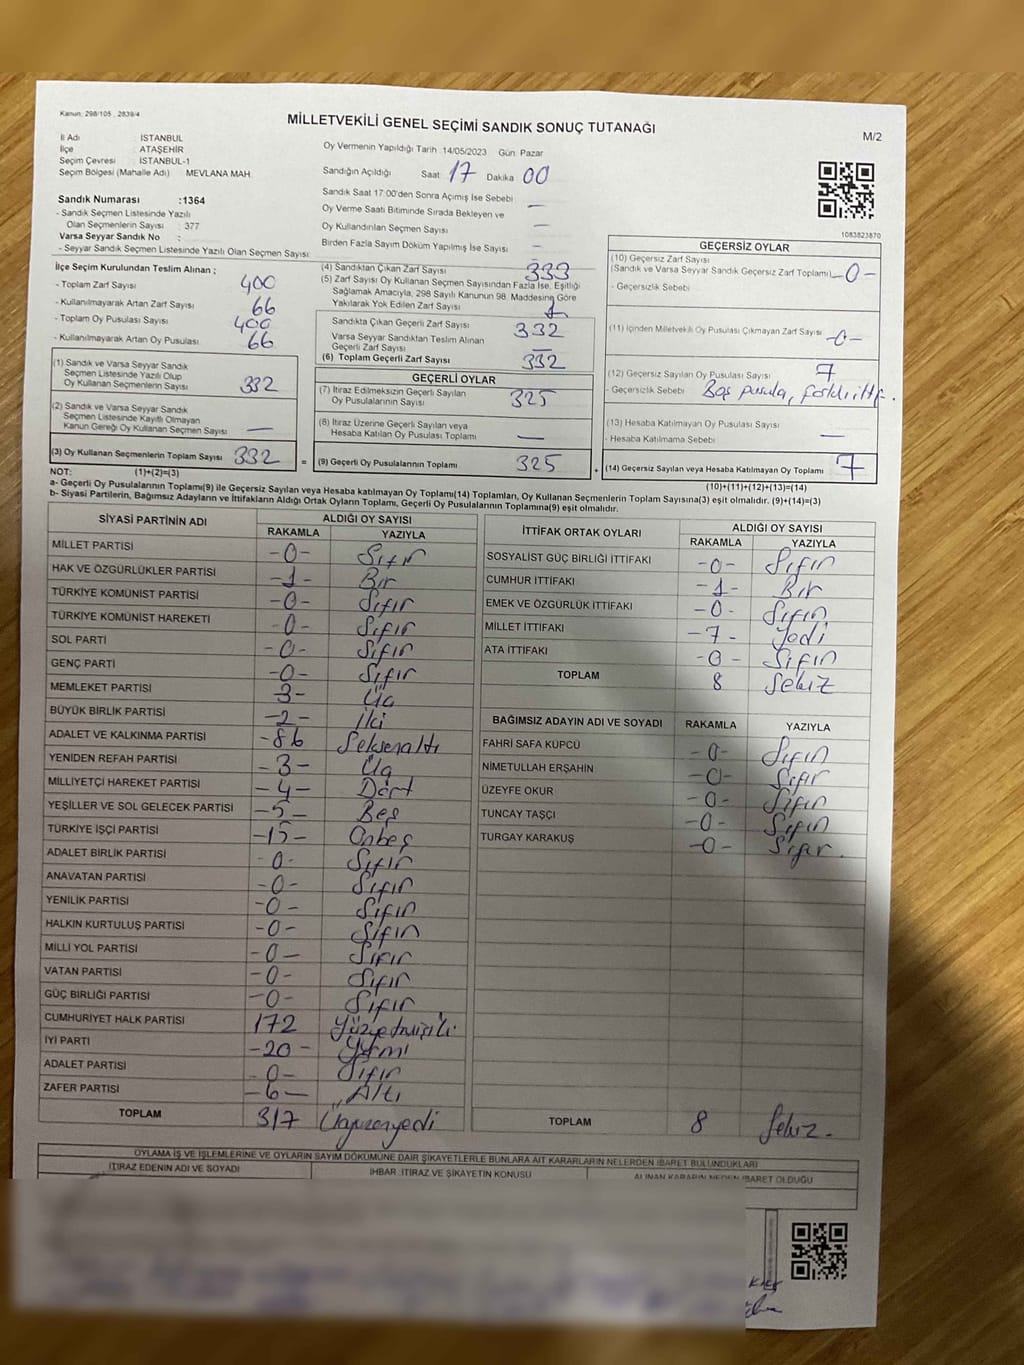 Kanun: 298/105 , 2839/4
MİLLETVEKİLİ GENEL SEÇİMİ SANDIK SONUÇ TUTANAĞI
M/2
İl Adı : İSTANBUL
İlçe : ATAŞEHİR
Seçim Çevresi : İSTANBUL-1
Seçim Bölgesi (Mahalle Adı) : MEVLANA MAH.
Oy Vermenin Yapıldığı Tarih :14/05/2023 Gün: Pazar
Sandığın Açıldığı Saat 17 Dakika 00
Sandık Saat 17:00'den Sonra Açımış İse Sebebi —
Oy Verme Saati Bitiminde Sırada Bekleyen ve
Oy Kullandırılan Seçmen Sayısı —
Birden Fazla Sayım Döküm Yapılmış İse Sayısı —
1083823870
Sandık Numarası :1364
- Sandık Seçmen Listesinde Yazılı
Olan Seçmenlerin Sayısı : 377
Varsa Seyyar Sandık No :
- Seyyar Sandık Seçmen Listesinde Yazılı Olan Seçmen Sayısı:
İlçe Seçim Kurulundan Teslim Alınan ;
- Toplam Zarf Sayısı 400
- Kullanılmayarak Artan Zarf Sayısı 66
- Toplam Oy Pusulası Sayısı 400
- Kullanılmayarak Artan Oy Pusulası 66
(1) Sandık ve Varsa Seyyar Sandık
Seçmen Listesinde Yazılı Olup
Oy Kullanan Seçmenlerin Sayısı 332
(2) Sandık ve Varsa Seyyar Sandık
Seçmen Listesinde Kayıtlı Olmayan
Kanun Gereği Oy Kullanan Seçmen Sayısı —
(3) Oy Kullanan Seçmenlerin Toplam Sayısı 332 =
(1)+(2)=(3)
(4) Sandıktan Çıkan Zarf Sayısı 333
(5) Zarf Sayısı Oy Kullanan Seçmen Sayısından Fazla İse, Eşitliği
Sağlamak Amacıyla, 298 Sayılı Kanunun 98. Maddesine Göre
Yakılarak Yok Edilen Zarf Sayısı 1
Sandıkta Çıkan Geçerli Zarf Sayısı 332
Varsa Seyyar Sandıktan Teslim Alınan
Geçerli Zarf Sayısı —
(6) Toplam Geçerli Zarf Sayısı 332
GEÇERLİ OYLAR
(7) İtiraz Edilmeksizin Geçerli Sayılan
Oy Pusulalarının Sayısı 325
(8) İtiraz Üzerine Geçerli Sayılan veya
Hesaba Katılan Oy Pusulası Toplamı —
(9) Geçerli Oy Pusulalarının Toplamı 325 +
GEÇERSİZ OYLAR
(10) Geçersiz Zarf Sayısı
(Sandık ve Varsa Seyyar Sandık Geçersiz Zarf Toplamı) -0-
- Geçersizlik Sebebi
(11) İçinden Milletvekili Oy Pusulası Çıkmayan Zarf Sayısı -0-
(12) Geçersiz Sayılan Oy Pusulası Sayısı 7
- Geçersizlik Sebebi Boş pusula,
(13) Hesaba Katılmayan Oy Pusulası Sayısı —
- Hesaba Katılmama Sebebi
(14) Geçersiz Sayılan veya Hesaba Katılmayan Oy Toplamı 7
(10)+(11)+(12)+(13)=(14)
NOT:
a- Geçerli Oy Pusulalarının Toplamı(9) ile Geçersiz Sayılan veya Hesaba katılmayan Oy Toplamı(14) Toplamları, Oy Kullanan Seçmenlerin Toplam Sayısına(3) eşit olmalıdır. (9)+(14)=(3)
b- Siyasi Partilerin, Bağımsız Adayların ve İttifakların Aldığı Ortak Oyların Toplamı, Geçerli Oy Pusulalarının Toplamına(9) eşit olmalıdır.
SİYASİ PARTİNİN ADI ALDIĞI OY SAYISI
RAKAMLA YAZIYLA
MİLLET PARTİSİ -0- Sıfır
HAK VE ÖZGÜRLÜKLER PARTİSİ -1- Bir
TÜRKİYE KOMÜNİST PARTİSİ -0- Sıfır
TÜRKİYE KOMÜNİST HAREKETİ -0- Sıfır
SOL PARTİ -0- Sıfır
GENÇ PARTİ -0- Sıfır
MEMLEKET PARTİSİ 3- Üç
BÜYÜK BİRLİK PARTİSİ -2- İki
ADALET VE KALKINMA PARTİSİ -86 Seksenaltı
YENİDEN REFAH PARTİSİ -3- Üç
MİLLİYETÇİ HAREKET PARTİSİ -4- Dört
YEŞİLLER VE SOL GELECEK PARTİSİ -5- Beş
TÜRKİYE İŞÇİ PARTİSİ -15- Onbeş
ADALET BİRLİK PARTİSİ -0- Sıfır
ANAVATAN PARTİSİ -0- Sıfır
YENİLİK PARTİSİ -0- Sıfır
HALKIN KURTULUŞ PARTİSİ -0- Sıfır
MİLLİ YOL PARTİSİ -0- Sıfır
VATAN PARTİSİ -0- Sıfır
GÜÇ BİRLİĞİ PARTİSİ -0- Sıfır
CUMHURİYET HALK PARTİSİ 172 Yüzyetmişiki
İYİ PARTİ -20- Yirmi
ADALET PARTİSİ -0- Sıfır
ZAFER PARTİSİ -6- Altı
TOPLAM 317 Üçyüzonyedi
İTTİFAK ORTAK OYLARI ALDIĞI OY SAYISI
RAKAMLA YAZIYLA
SOSYALİST GÜÇ BİRLİĞİ İTTİFAKI -0- Sıfır
CUMHUR İTTİFAKI -1- Bir
EMEK VE ÖZGÜRLÜK İTTİFAKI -0- Sıfır
MİLLET İTTİFAKI -7- Yedi
ATA İTTİFAKI -0- Sıfır
TOPLAM 8 Sekiz
BAĞIMSIZ ADAYIN ADI VE SOYADI RAKAMLA YAZIYLA
FAHRİ SAFA KÜPCÜ -0- Sıfır
NİMETULLAH ERŞAHİN -0- Sıfır
ÜZEYFE OKUR -0- Sıfır
TUNCAY TAŞÇI -0- Sıfır
TURGAY KARAKUŞ -0- Sıfır.
TOPLAM 8 Sekiz.
OYLAMA İŞ VE İŞLEMLERİNE VE OYLARIN SAYIM DÖKÜMÜNE DAİR ŞİKAYETLERLE BUNLARA AİT KARARLARIN NELERDEN İBARET BULUNDUKLARI
İTİRAZ EDENİN ADI VE SOYADI İHBAR, İTİRAZ VE ŞİKAYETİN KONUSU ALINAN KARARIN NEDEN İBARET OLDUĞU